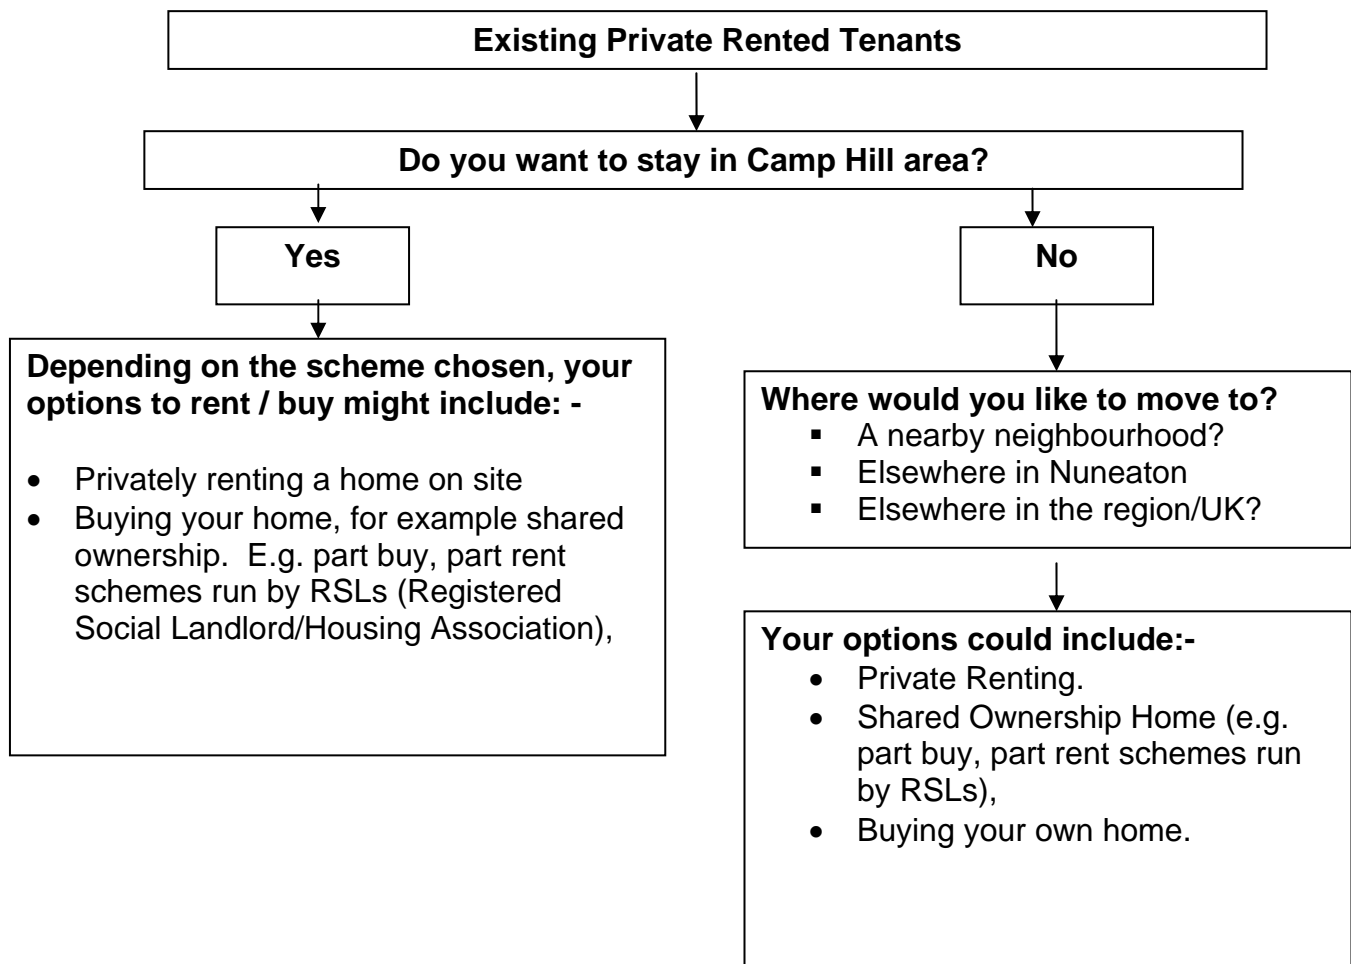 Existing Private Rented Tenants
Do you want to stay in Camp Hill area?
Yes
No
Depending on the scheme chosen, your
options to rent / buy might include: -
• Privately renting a home on site
• Buying your home, for example shared
ownership.  E.g. part buy, part rent
schemes run by RSLs (Registered
Social Landlord/Housing Association),
Where would you like to move to?
▪ A nearby neighbourhood?
▪ Elsewhere in Nuneaton
▪ Elsewhere in the region/UK?
Your options could include:-
• Private Renting.
• Shared Ownership Home (e.g.
part buy, part rent schemes run
by RSLs),
• Buying your own home.